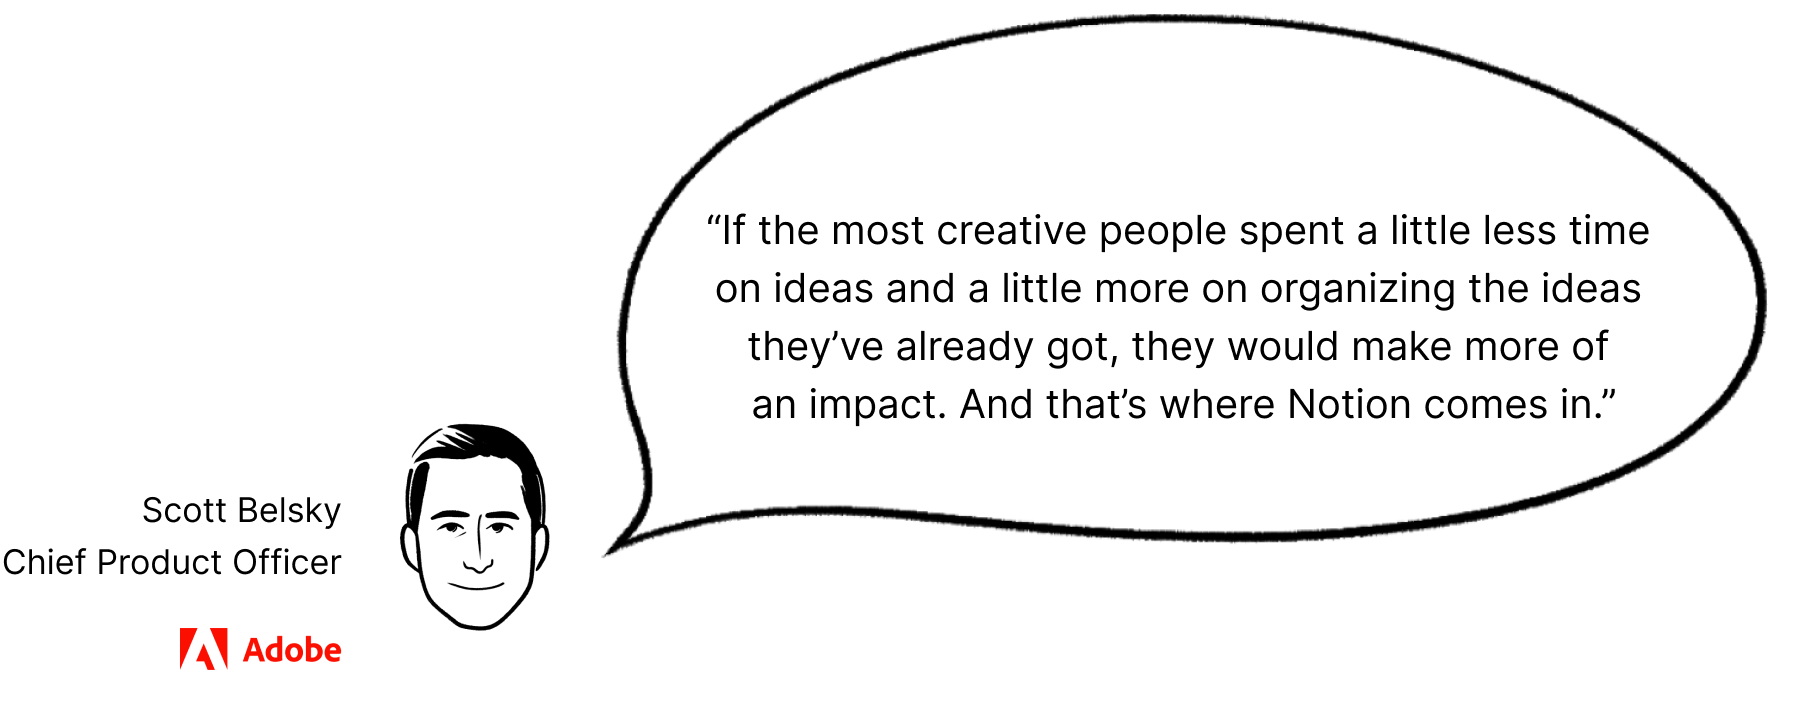 “If the most creative people spent a little less time
on ideas and a little more on organizing the ideas
they’ve already got, they would make more of
an impact. And that’s where Notion comes in.”
Scott Belsky
Chief Product Officer
Adobe